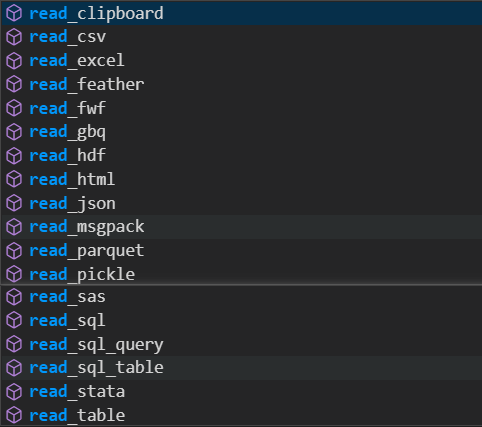 read_clipboard
read_csv
read_excel
read_feather
read_fwf
read_gbq
read_hdf
read_html
read_json
read_msgpack
read_parquet
read_pickle
read_sas
read_sql
read_sql_query
read_sql_table
read_stata
read_table